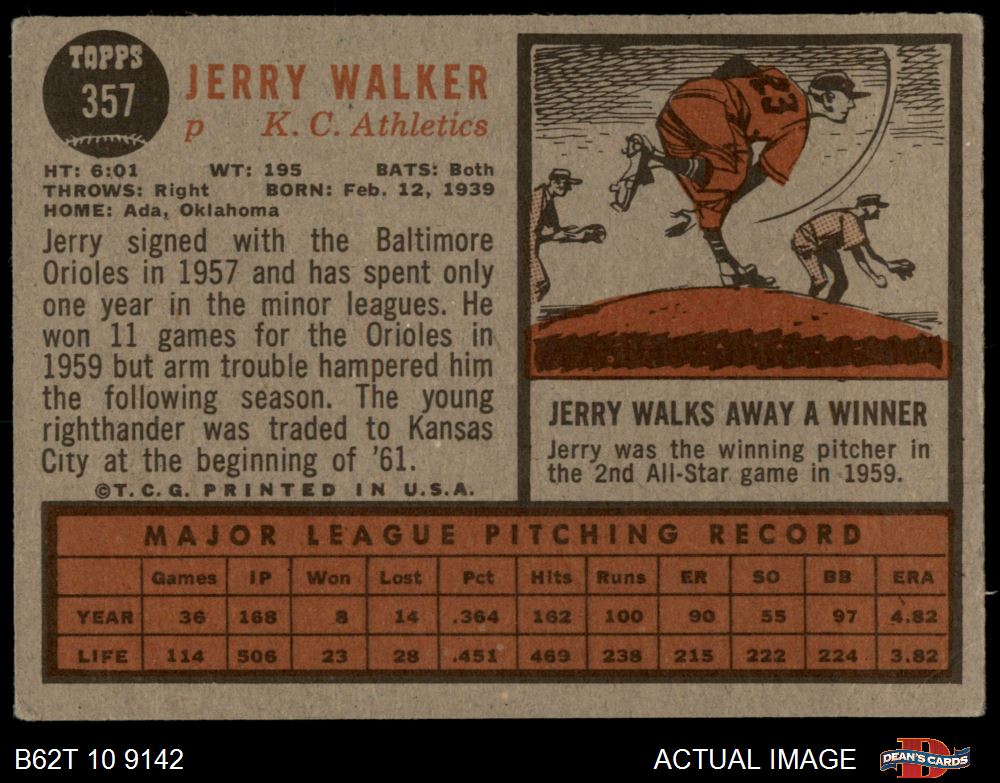 TOPPS
357
JERRY WALKER
p K. C. Athletics
HT: 6:01 WT: 195 BATS: Both
THROWS: Right BORN: Feb. 12, 1939
HOME: Ada, Oklahoma
Jerry signed with the Baltimore
Orioles in 1957 and has spent only
one year in the minor leagues. He
won 11 games for the Orioles in
1959 but arm trouble hampered him
the following season. The young
righthander was traded to Kansas
City at the beginning of '61.
©T. C. G. PRINTED IN U.S.A.
23
JERRY WALKS AWAY A WINNER
Jerry was the winning pitcher in
the 2nd All-Star game in 1959.
MAJOR LEAGUE PITCHING RECORD
Games IP Won Lost Pct Hits Runs ER SO BB ERA
YEAR 36 168 8 14 .364 162 100 90 55 97 4.82
LIFE 114 506 23 28 .451 469 238 215 222 224 3.82
B62T 10 9142 ACTUAL IMAGE DEAN'S CARDS